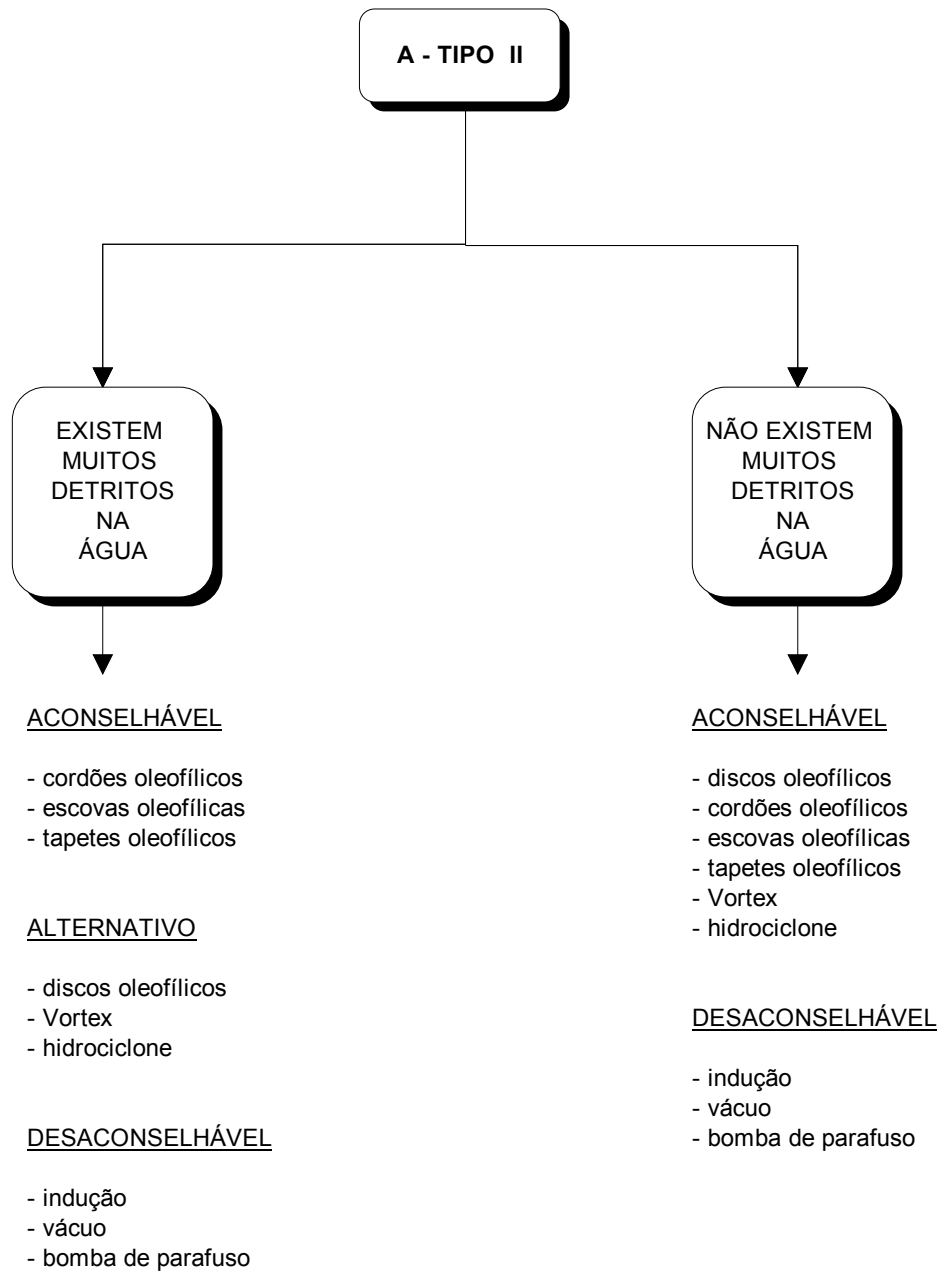 A - TIPO II
EXISTEM
MUITOS
DETRITOS
NA
ÁGUA
NÃO EXISTEM
MUITOS
DETRITOS
NA
ÁGUA
ACONSELHÁVEL
- cordões oleofílicos
- escovas oleofílicas
- tapetes oleofílicos
ALTERNATIVO
- discos oleofílicos
- Vortex
- hidrociclone
DESACONSELHÁVEL
- indução
- vácuo
- bomba de parafuso
ACONSELHÁVEL
- discos oleofílicos
- cordões oleofílicos
- escovas oleofílicas
- tapetes oleofílicos
- Vortex
- hidrociclone
DESACONSELHÁVEL
- indução
- vácuo
- bomba de parafuso